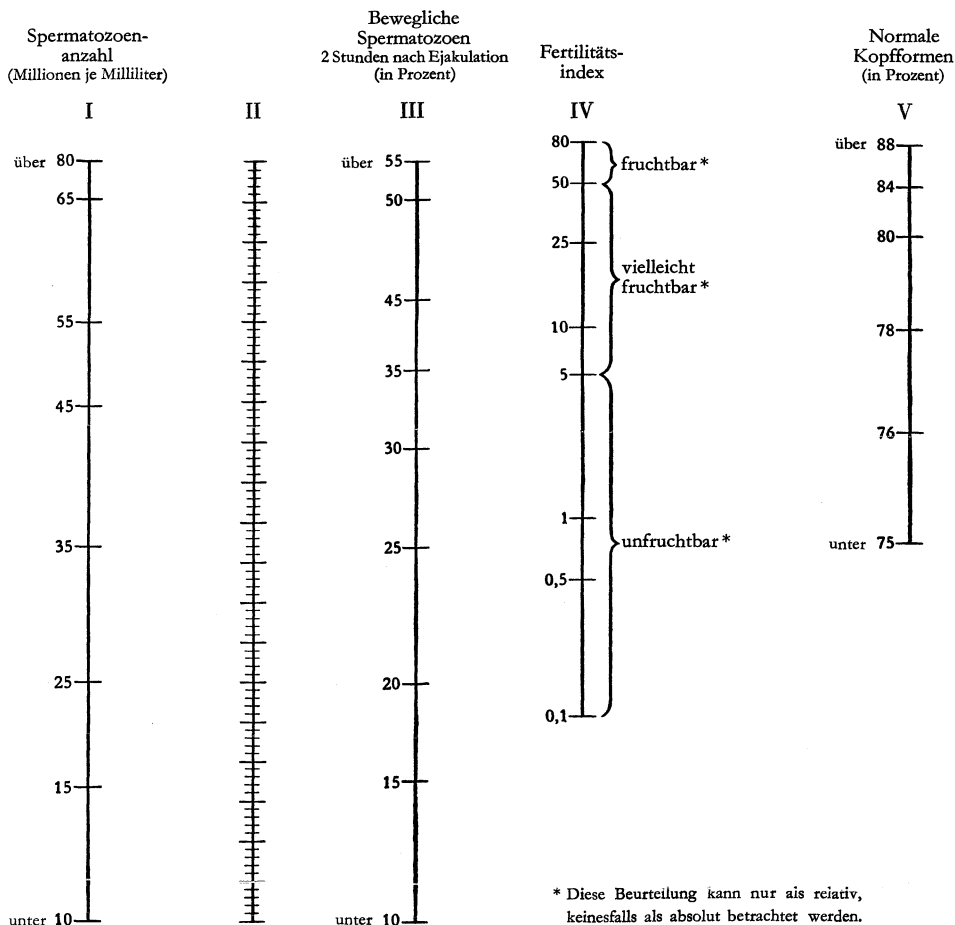 Spermatozoen-
anzahl
(Millionen je Milliliter)
I
über 80
65
55
45
35
25
15
unter 10
II
Bewegliche
Spermatozoen
2 Stunden nach Ejakulation
(in Prozent)
III
über 55
50
45
35
30
25
20
15
unter 10
Fertilitäts-
index
IV
80
50
25
10
5
1
0,5
0,1
fruchtbar *
vielleicht
fruchtbar *
unfruchtbar *
Normale
Kopfformen
(in Prozent)
V
über 88
84
80
78
76
unter 75
* Diese Beurteilung kann nur als relativ,
keinesfalls als absolut betrachtet werden.